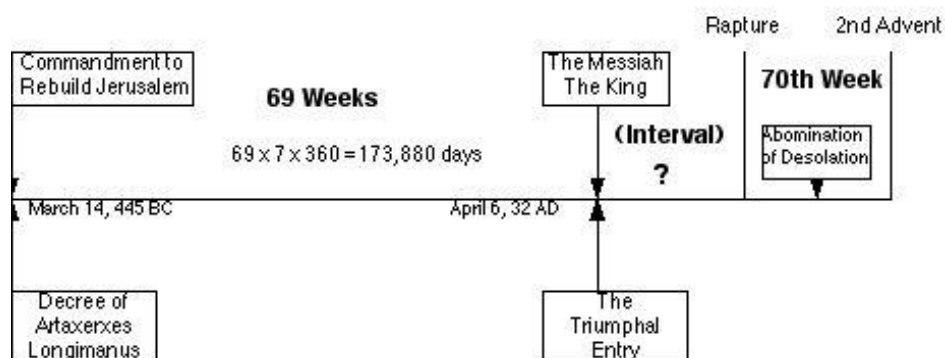 Rapture
2nd Advent
Commandment to
Rebuild Jerusalem
69 Weeks
69 x 7 x 360 = 173,880 days
The Messiah
The King
(Interval)
?
70th Week
Abomination
of Desolation
March 14, 445 BC
April 6, 32 AD
Decree of
Artaxerxes
Longimanus
The
Triumphal
Entry